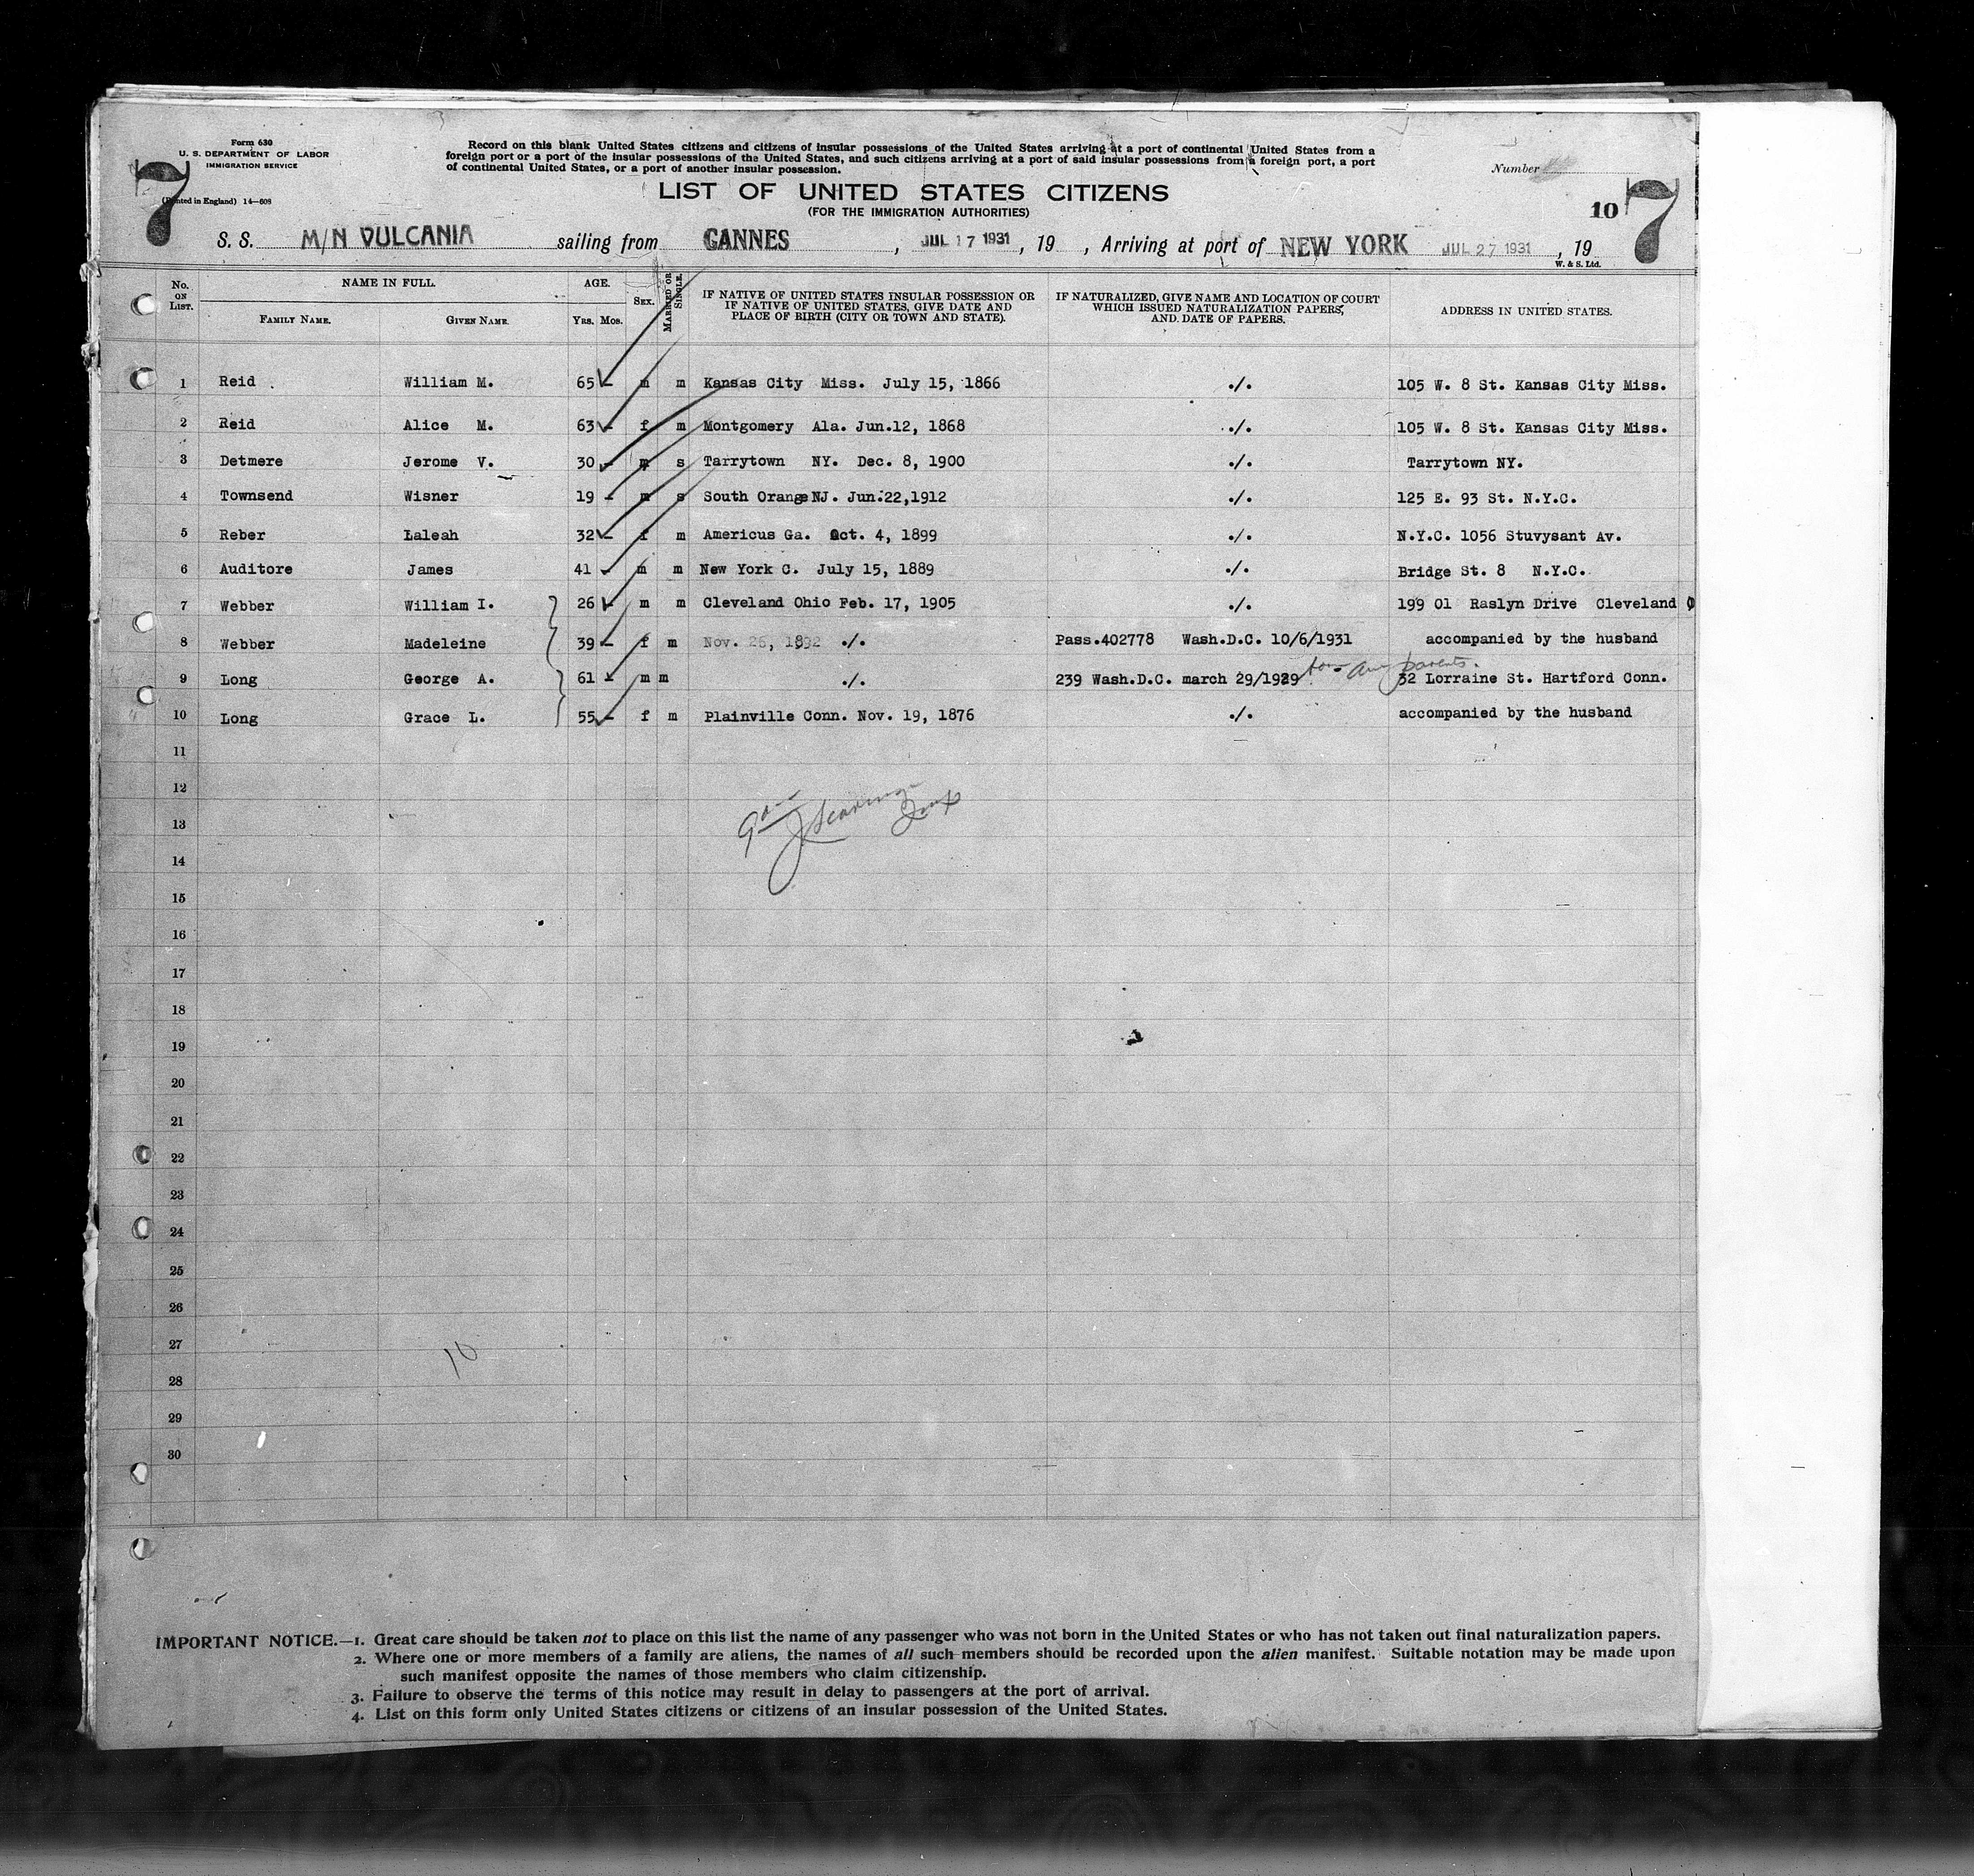 Form 630
U. S. DEPARTMENT OF LABOR
IMMIGRATION SERVICE
(Printed in England) 14—608
7
Record on this blank United States citizens and citizens of insular possessions of the United States arriving at a port of continental United States from a
foreign port or a port of the insular possessions of the United States, and such citizens arriving at a port of said insular possessions from a foreign port, a port
of continental United States, or a port of another insular possession.
Number
LIST OF UNITED STATES CITIZENS
(FOR THE IMMIGRATION AUTHORITIES)
10 7
S. S. M/N VULCANIA sailing from CANNES, JUL 17 1931, 19 , Arriving at port of NEW YORK JUL 27 1931, 19
W. & S. Ltd.
No. ON LIST. NAME IN FULL. FAMILY NAME. GIVEN NAME. AGE. YRS. MOS. SEX. MARRIED OR SINGLE. IF NATIVE OF UNITED STATES INSULAR POSSESSION OR IF NATIVE OF UNITED STATES, GIVE DATE AND PLACE OF BIRTH (CITY OR TOWN AND STATE). IF NATURALIZED, GIVE NAME AND LOCATION OF COURT WHICH ISSUED NATURALIZATION PAPERS, AND DATE OF PAPERS. ADDRESS IN UNITED STATES.
1 Reid William M. 65 - m m Kansas City Miss. July 15, 1866 ./. 105 W. 8 St. Kansas City Miss.
2 Reid Alice M. 63 - f m Montgomery Ala. Jun.12, 1868 ./. 105 W. 8 St. Kansas City Miss.
3 Detmere Jerome V. 30 - m s Tarrytown NY. Dec. 8, 1900 ./. Tarrytown NY.
4 Townsend Wisner 19 - m s South Orange NJ. Jun.22,1912 ./. 125 E. 93 St. N.Y.C.
5 Reber Laleah 32 - f m Americus Ga. Oct. 4, 1899 ./. N.Y.C. 1056 Stuvysant Av.
6 Auditore James 41 - m m New York C. July 15, 1889 ./. Bridge St. 8 N.Y.C.
7 Webber William I. 26 - m m Cleveland Ohio Feb. 17, 1905 ./. 199 01 Raslyn Drive Cleveland O
8 Webber Madeleine 39 - f m Nov. 26, 1892 ./. Pass.402778 Wash.D.C. 10/6/1931 accompanied by the husband
parents.
9 Long George A. 61 - m m ./. 239 Wash.D.C. march 29/1929 32 Lorraine St. Hartford Conn.
10 Long Grace L. 55 - f m Plainville Conn. Nov. 19, 1876 ./. accompanied by the husband
11
12
13
14
15
16
17
18
19
20
21
22
23
24
25
26
27
10
28
29
30
IMPORTANT NOTICE.—1. Great care should be taken not to place on this list the name of any passenger who was not born in the United States or who has not taken out final naturalization papers.
2. Where one or more members of a family are aliens, the names of all such members should be recorded upon the alien manifest. Suitable notation may be made upon
such manifest opposite the names of those members who claim citizenship.
3. Failure to observe the terms of this notice may result in delay to passengers at the port of arrival.
4. List on this form only United States citizens or citizens of an insular possession of the United States.